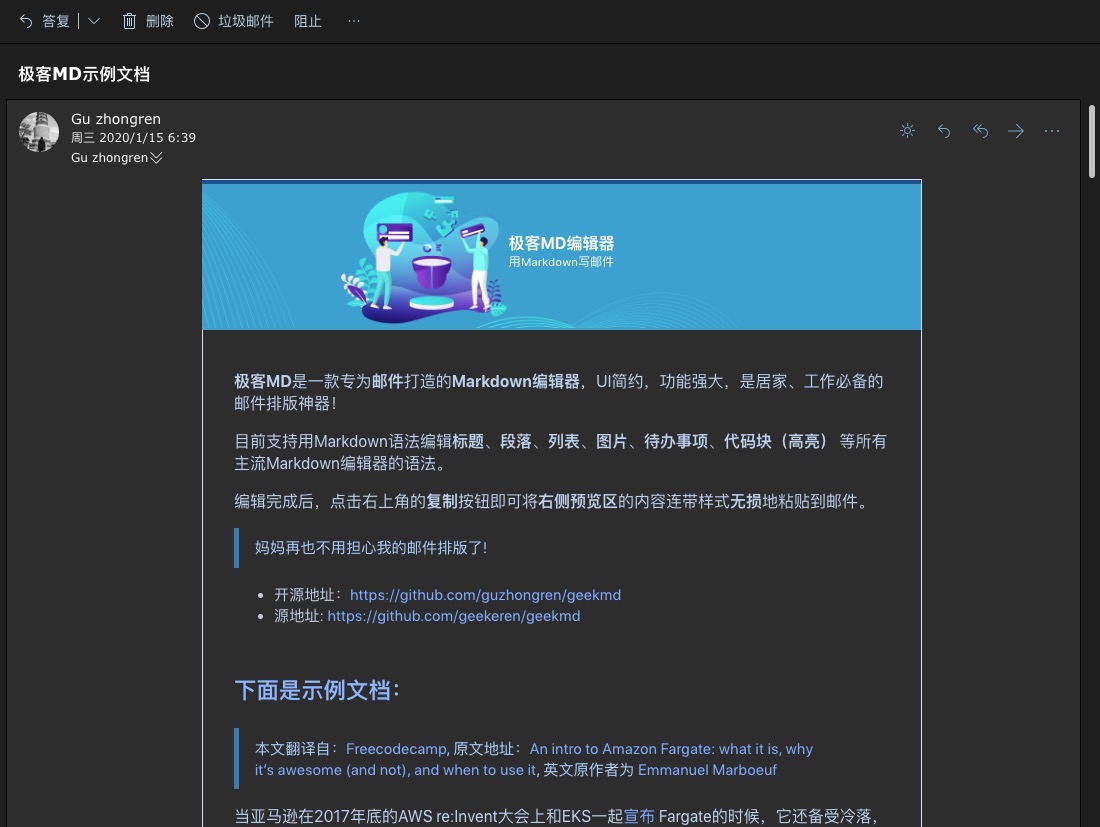 答复
删除
垃圾邮件
阻止
极客MD示例文档
Gu zhongren
周三 2020/1/15 6:39
Gu zhongren
极客MD编辑器
用Markdown写邮件
极客MD是一款专为邮件打造的Markdown编辑器，UI简约，功能强大，是居家、工作必备的
邮件排版神器！
目前支持用Markdown语法编辑标题、段落、列表、图片、待办事项、代码块（高亮） 等所有
主流Markdown编辑器的语法。
编辑完成后，点击右上角的复制按钮即可将右侧预览区的内容连带样式无损地粘贴到邮件。
妈妈再也不用担心我的邮件排版了!
• 开源地址：https://github.com/guzhongren/geekmd
• 源地址: https://github.com/geekeren/geekmd
下面是示例文档：
本文翻译自：Freecodecamp, 原文地址：An intro to Amazon Fargate: what it is, why
it’s awesome (and not), and when to use it, 英文原作者为 Emmanuel Marboeuf
当亚马逊在2017年底的AWS re:Invent大会上和EKS一起宣布 Fargate的时候，它还备受冷落，